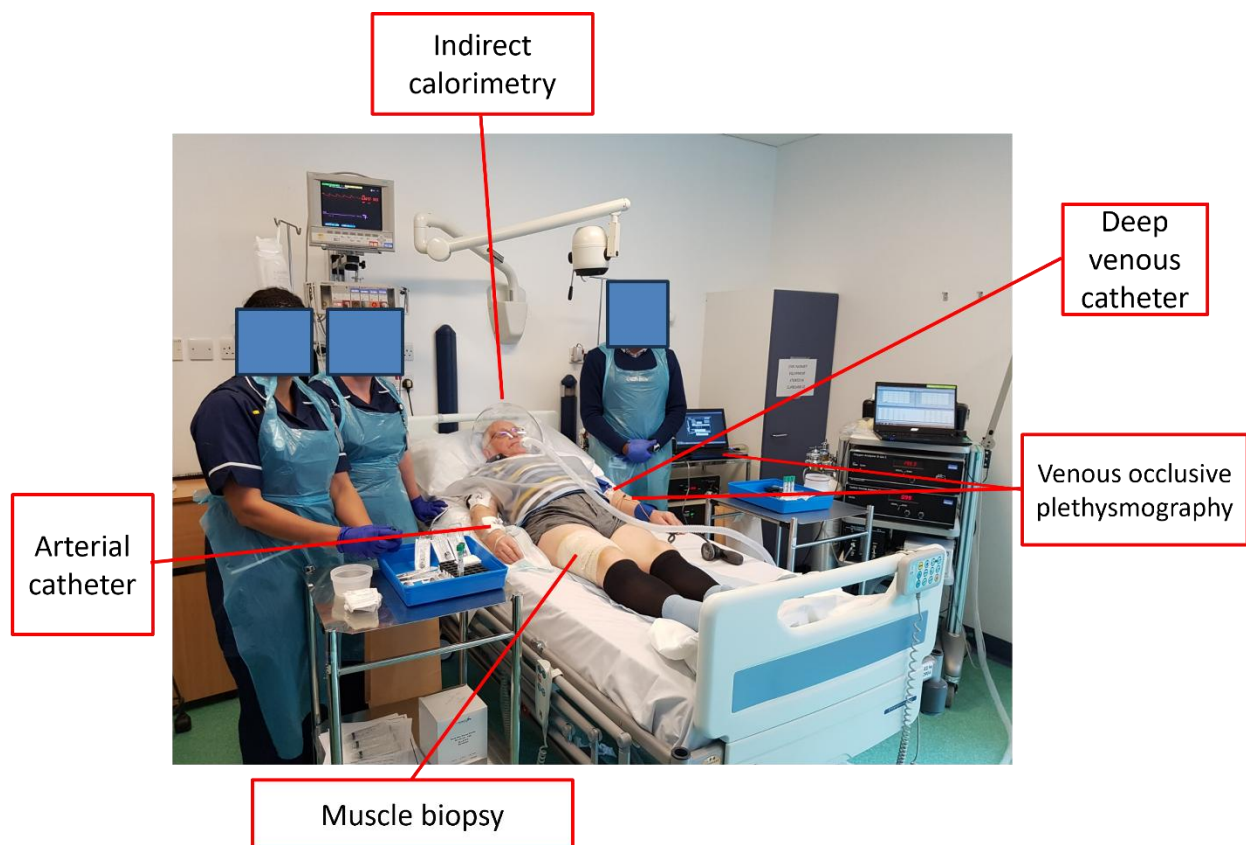 Indirect
calorimetry
Deep
venous
catheter
Venous occlusive
plethysmography
Arterial
catheter
Muscle biopsy